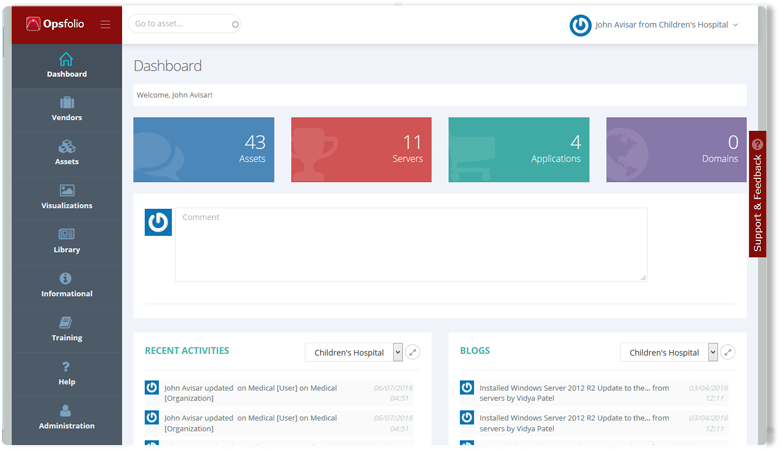 Opsfolio
Go to asset...
John Avisar from Children's Hospital
Dashboard
Vendors
Assets
Visualizations
Library
Informational
Training
Help
Administration
Dashboard
Welcome, John Avisar!
43
Assets
11
Servers
4
Applications
0
Domains
Support & Feedback
Comment
RECENT ACTIVITIES
Children's Hospital
John Avisar updated on Medical [User] on Medical
[Organization]
06/07/2016
04:51
John Avisar updated on Medical [User] on Medical
[Organization]
06/07/2016
04:51
BLOGS
Children's Hospital
Installed Windows Server 2012 R2 Update to the... from
servers by Vidya Patel
03/04/2016
12:11
Installed Windows Server 2012 R2 Update to the... from
servers by Vidya Patel
03/04/2016
12:11